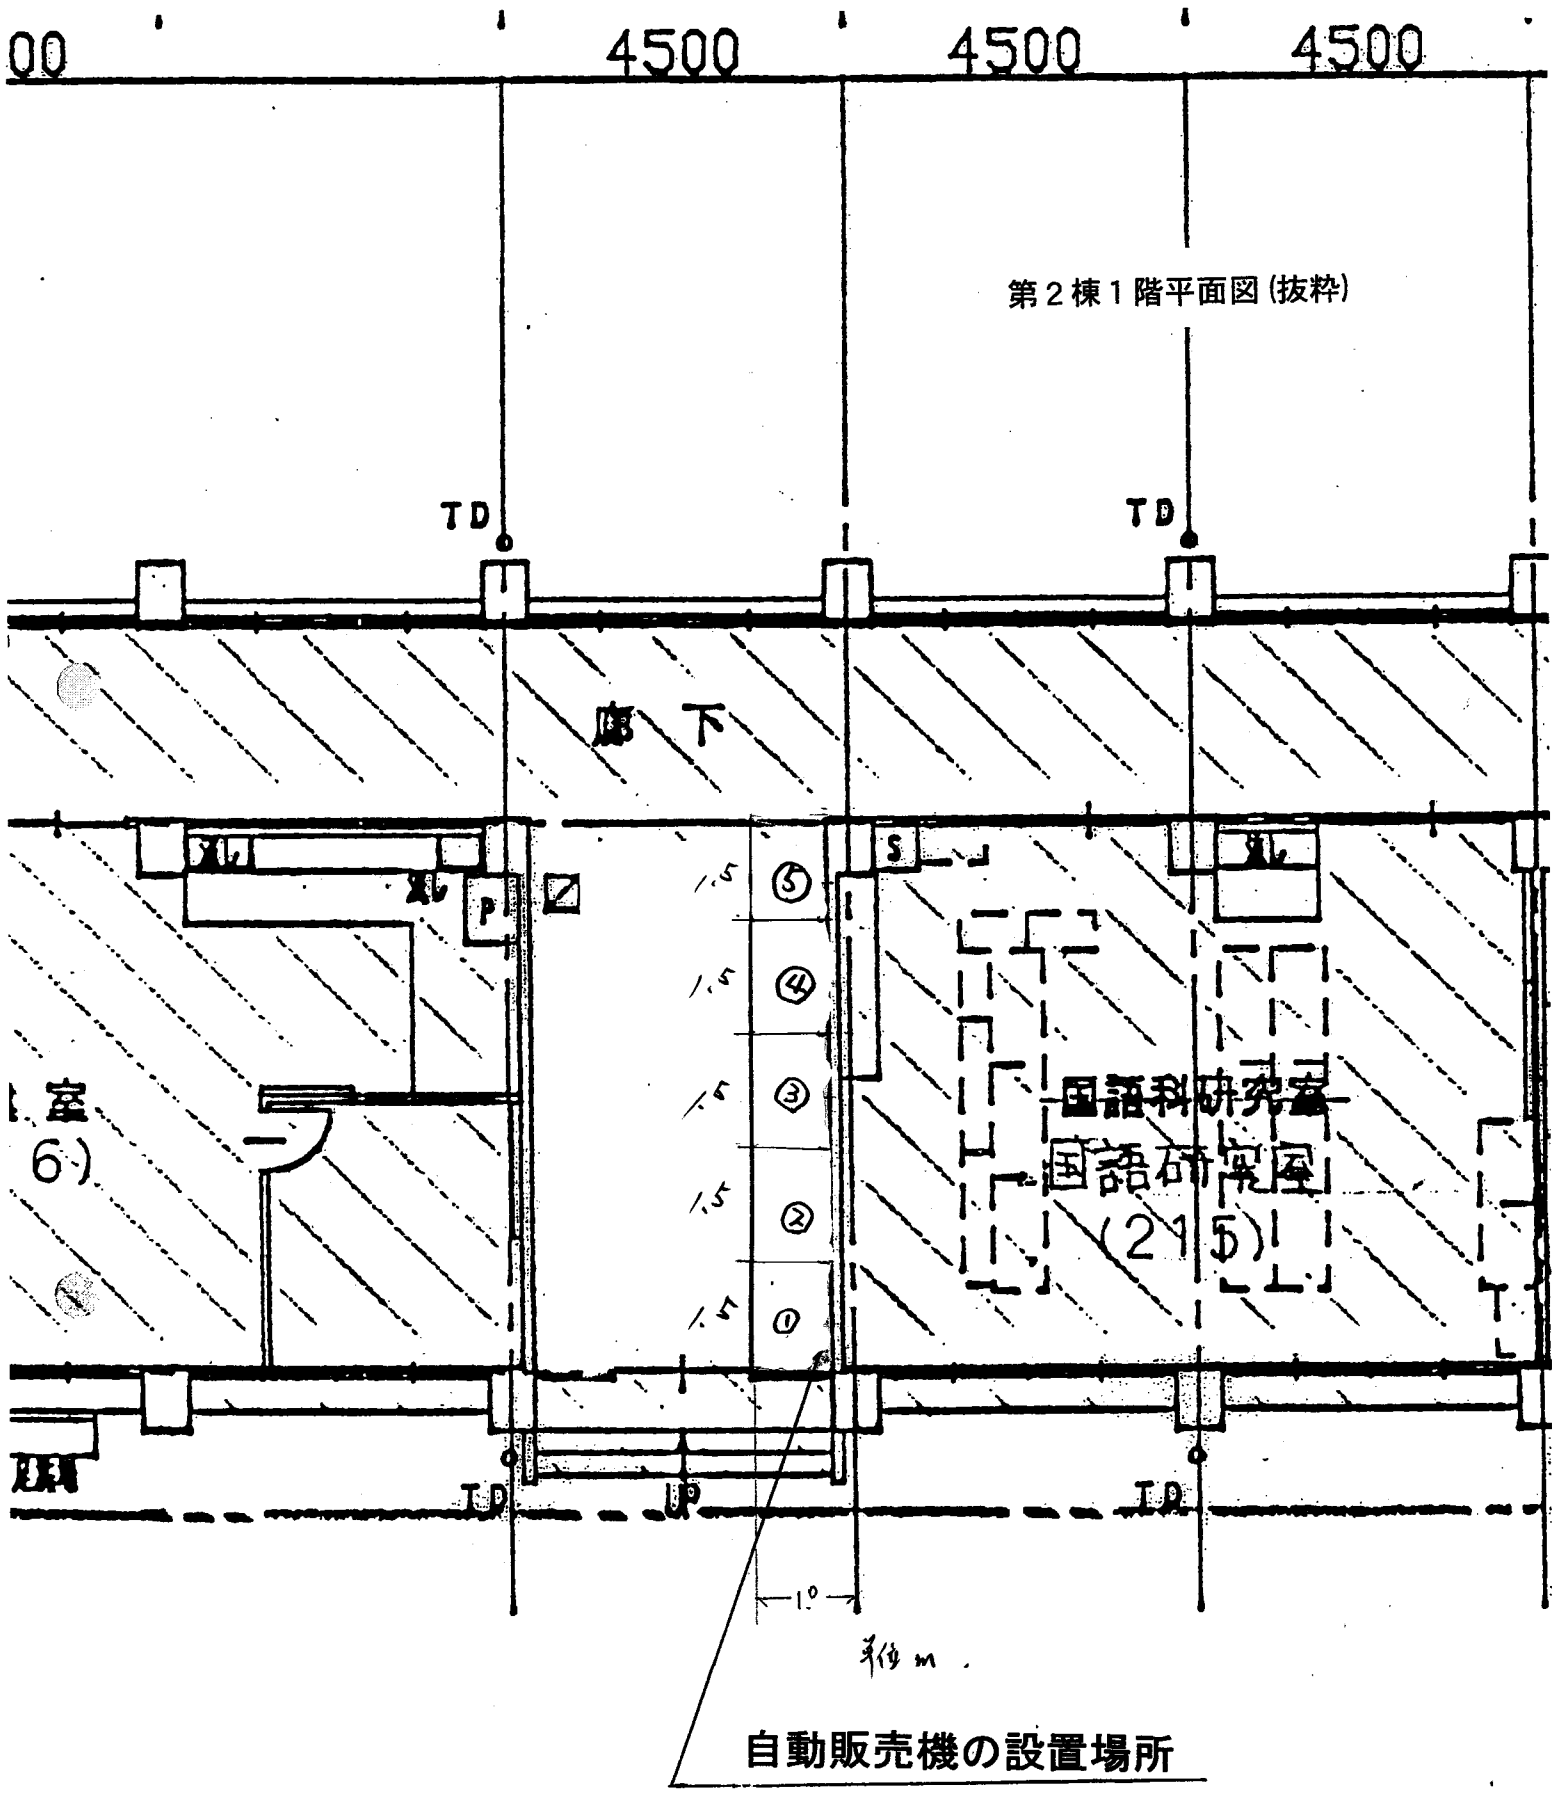 00 4500 4500 4500
第2棟1階平面図(抜粋)
TD TD
廊 下
S
P
1.5 ⑤
1.5 ④
1.5 ③
1.5 ②
1.5 ①
室
6)
国語科研究室
国語研究室
(215)
TD UP TD
1.0
単位 m.
自動販売機の設置場所